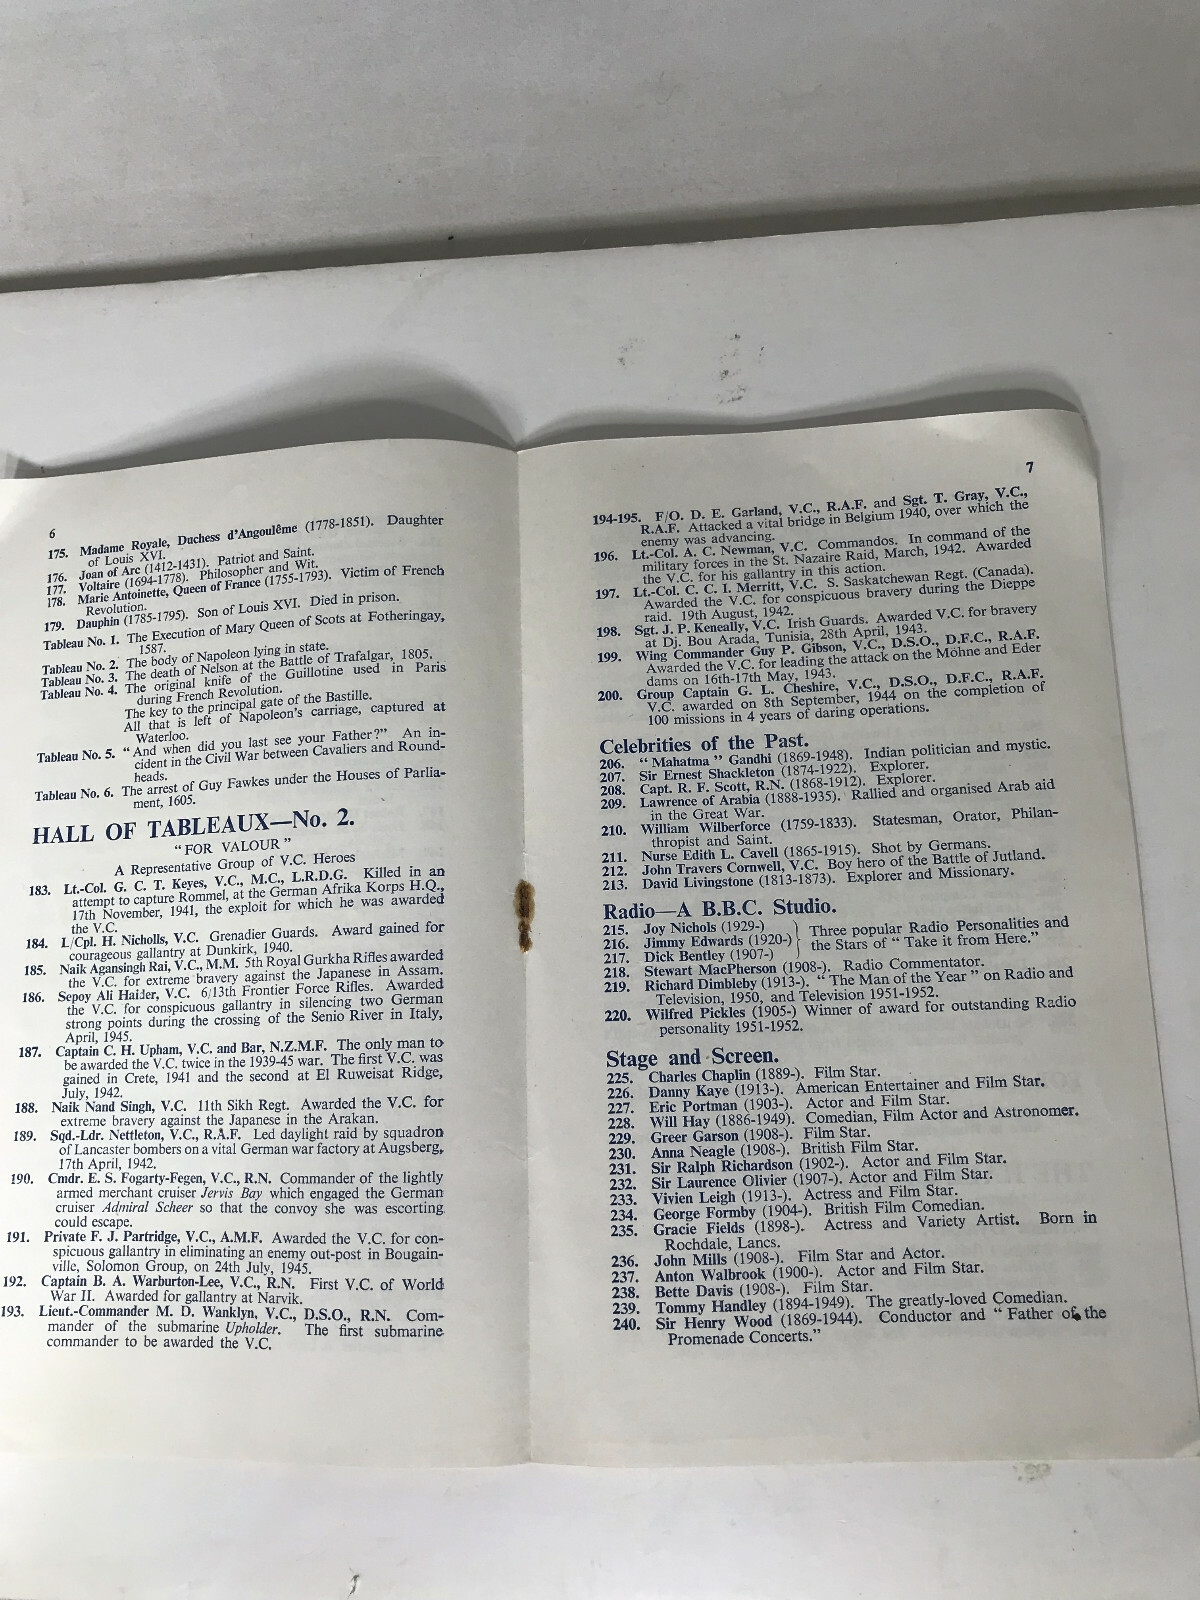 6
175. Madame Royale, Duchess d'Angoulême (1778-1851). Daughter
of Louis XVI.
176. Joan of Arc (1412-1431). Patriot and Saint.
177. Voltaire (1694-1778). Philosopher and Wit.
178. Marie Antoinette, Queen of France (1755-1793). Victim of French
Revolution.
179. Dauphin (1785-1795). Son of Louis XVI. Died in prison.
Tableau No. 1. The Execution of Mary Queen of Scots at Fotheringay,
1587.
Tableau No. 2. The body of Napoleon lying in state.
Tableau No. 3. The death of Nelson at the Battle of Trafalgar, 1805.
Tableau No. 4. The original knife of the Guillotine used in Paris
during French Revolution.
The key to the principal gate of the Bastille.
All that is left of Napoleon's carriage, captured at
Waterloo.
Tableau No. 5. "And when did you last see your Father?" An in-
cident in the Civil War between Cavaliers and Round-
heads.
Tableau No. 6. The arrest of Guy Fawkes under the Houses of Parlia-
ment, 1605.
HALL OF TABLEAUX—No. 2.
"FOR VALOUR"
A Representative Group of V.C. Heroes
183. Lt.-Col. G. C. T. Keyes, V.C., M.C., L.R.D.G. Killed in an
attempt to capture Rommel, at the German Afrika Korps H.Q.,
17th November, 1941, the exploit for which he was awarded
the V.C.
184. L/Cpl. H. Nicholls, V.C. Grenadier Guards. Award gained for
courageous gallantry at Dunkirk, 1940.
185. Naik Agansingh Rai, V.C., M.M. 5th Royal Gurkha Rifles awarded
the V.C. for extreme bravery against the Japanese in Assam.
186. Sepoy Ali Haider, V.C. 6/13th Frontier Force Rifles. Awarded
the V.C. for conspicuous gallantry in silencing two German
strong points during the crossing of the Senio River in Italy,
April, 1945.
187. Captain C. H. Upham, V.C. and Bar, N.Z.M.F. The only man to
be awarded the V.C. twice in the 1939-45 war. The first V.C. was
gained in Crete, 1941 and the second at El Ruweisat Ridge,
July, 1942.
188. Naik Nand Singh, V.C. 11th Sikh Regt. Awarded the V.C. for
extreme bravery against the Japanese in the Arakan.
189. Sqd.-Ldr. Nettleton, V.C., R.A.F. Led daylight raid by squadron
of Lancaster bombers on a vital German war factory at Augsberg,
17th April, 1942.
190. Cmdr. E. S. Fogarty-Fegen, V.C., R.N. Commander of the lightly
armed merchant cruiser Jervis Bay which engaged the German
cruiser Admiral Scheer so that the convoy she was escorting
could escape.
191. Private F. J. Partridge, V.C., A.M.F. Awarded the V.C. for con-
spicuous gallantry in eliminating an enemy out-post in Bougain-
ville, Solomon Group, on 24th July, 1945.
192. Captain B. A. Warburton-Lee, V.C., R.N. First V.C. of World
War II. Awarded for gallantry at Narvik.
193. Lieut.-Commander M. D. Wanklyn, V.C., D.S.O., R.N. Com-
mander of the submarine Upholder. The first submarine
commander to be awarded the V.C.
7
194-195. F/O. D. E. Garland, V.C., R.A.F. and Sgt. T. Gray, V.C.,
R.A.F. Attacked a vital bridge in Belgium 1940, over which the
enemy was advancing.
196. Lt.-Col. A. C. Newman, V.C. Commandos. In command of the
military forces in the St. Nazaire Raid, March, 1942. Awarded
the V.C. for his gallantry in this action.
197. Lt.-Col. C. C. I. Merritt, V.C. S. Saskatchewan Regt. (Canada).
Awarded the V.C. for conspicuous bravery during the Dieppe
raid. 19th August, 1942.
198. Sgt. J. P. Keneally, V.C. Irish Guards. Awarded V.C. for bravery
at Dj. Bou Arada, Tunisia, 28th April, 1943.
199. Wing Commander Guy P. Gibson, V.C., D.S.O., D.F.C., R.A.F.
Awarded the V.C. for leading the attack on the Möhne and Eder
dams on 16th-17th May, 1943.
200. Group Captain G. L. Cheshire, V.C., D.S.O., D.F.C., R.A.F.
V.C. awarded on 8th September, 1944 on the completion of
100 missions in 4 years of daring operations.
Celebrities of the Past.
206. "Mahatma" Gandhi (1869-1948). Indian politician and mystic.
207. Sir Ernest Shackleton (1874-1922). Explorer.
208. Capt. R. F. Scott, R.N. (1868-1912). Explorer.
209. Lawrence of Arabia (1888-1935). Rallied and organised Arab aid
in the Great War.
210. William Wilberforce (1759-1833). Statesman, Orator, Philan-
thropist and Saint.
211. Nurse Edith L. Cavell (1865-1915). Shot by Germans.
212. John Travers Cornwell, V.C. Boy hero of the Battle of Jutland.
213. David Livingstone (1813-1873). Explorer and Missionary.
Radio—A B.B.C. Studio.
215. Joy Nichols (1929-)
216. Jimmy Edwards (1920-)
217. Dick Bentley (1907-)
Three popular Radio Personalities and
the Stars of "Take it from Here."
218. Stewart MacPherson (1908-). Radio Commentator.
219. Richard Dimbleby (1913-). "The Man of the Year" on Radio and
Television, 1950, and Television 1951-1952.
220. Wilfred Pickles (1905-) Winner of award for outstanding Radio
personality 1951-1952.
Stage and Screen.
225. Charles Chaplin (1889-). Film Star.
226. Danny Kaye (1913-). American Entertainer and Film Star.
227. Eric Portman (1903-). Actor and Film Star.
228. Will Hay (1886-1949). Comedian, Film Actor and Astronomer.
229. Greer Garson (1908-). Film Star.
230. Anna Neagle (1908-). British Film Star.
231. Sir Ralph Richardson (1902-). Actor and Film Star.
232. Sir Laurence Olivier (1907-). Actor and Film Star.
233. Vivien Leigh (1913-). Actress and Film Star.
234. George Formby (1904-). British Film Comedian.
235. Gracie Fields (1898-). Actress and Variety Artist. Born in
Rochdale, Lancs.
236. John Mills (1908-). Film Star and Actor.
237. Anton Walbrook (1900-). Actor and Film Star.
238. Bette Davis (1908-). Film Star.
239. Tommy Handley (1894-1949). The greatly-loved Comedian.
240. Sir Henry Wood (1869-1944). Conductor and "Father of the
Promenade Concerts."